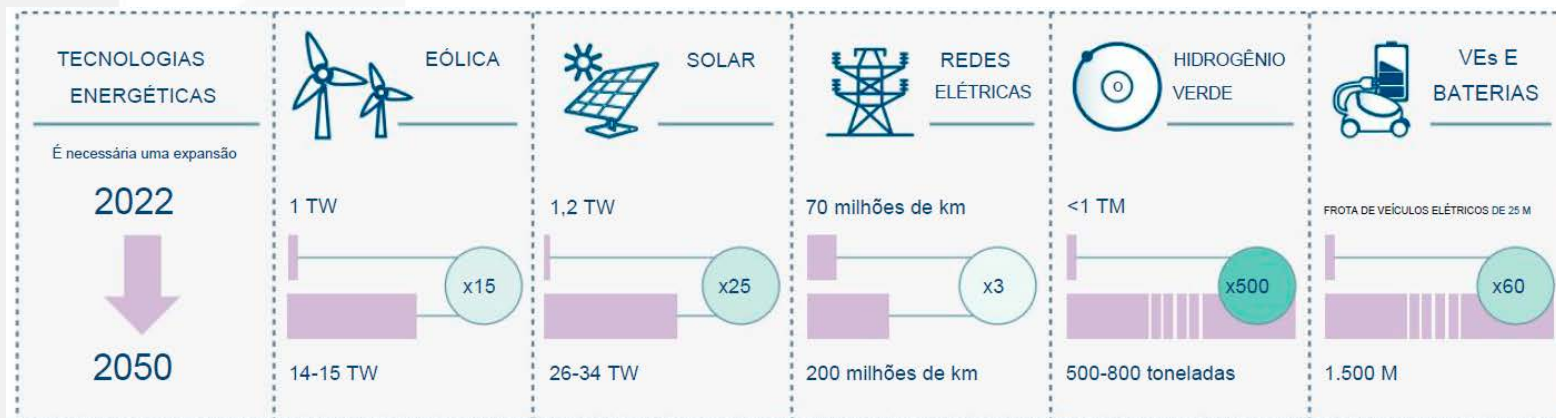 TECNOLOGIAS
ENERGÉTICAS
É necessária uma expansão
2022
2050
EÓLICA
1 TW
x15
14-15 TW
SOLAR
1,2 TW
x25
26-34 TW
REDES
ELÉTRICAS
70 milhões de km
x3
200 milhões de km
HIDROGÊNIO
VERDE
<1 TM
x500
500-800 toneladas
VEs E
BATERIAS
FROTA DE VEÍCULOS ELÉTRICOS DE 25 M
x60
1.500 M